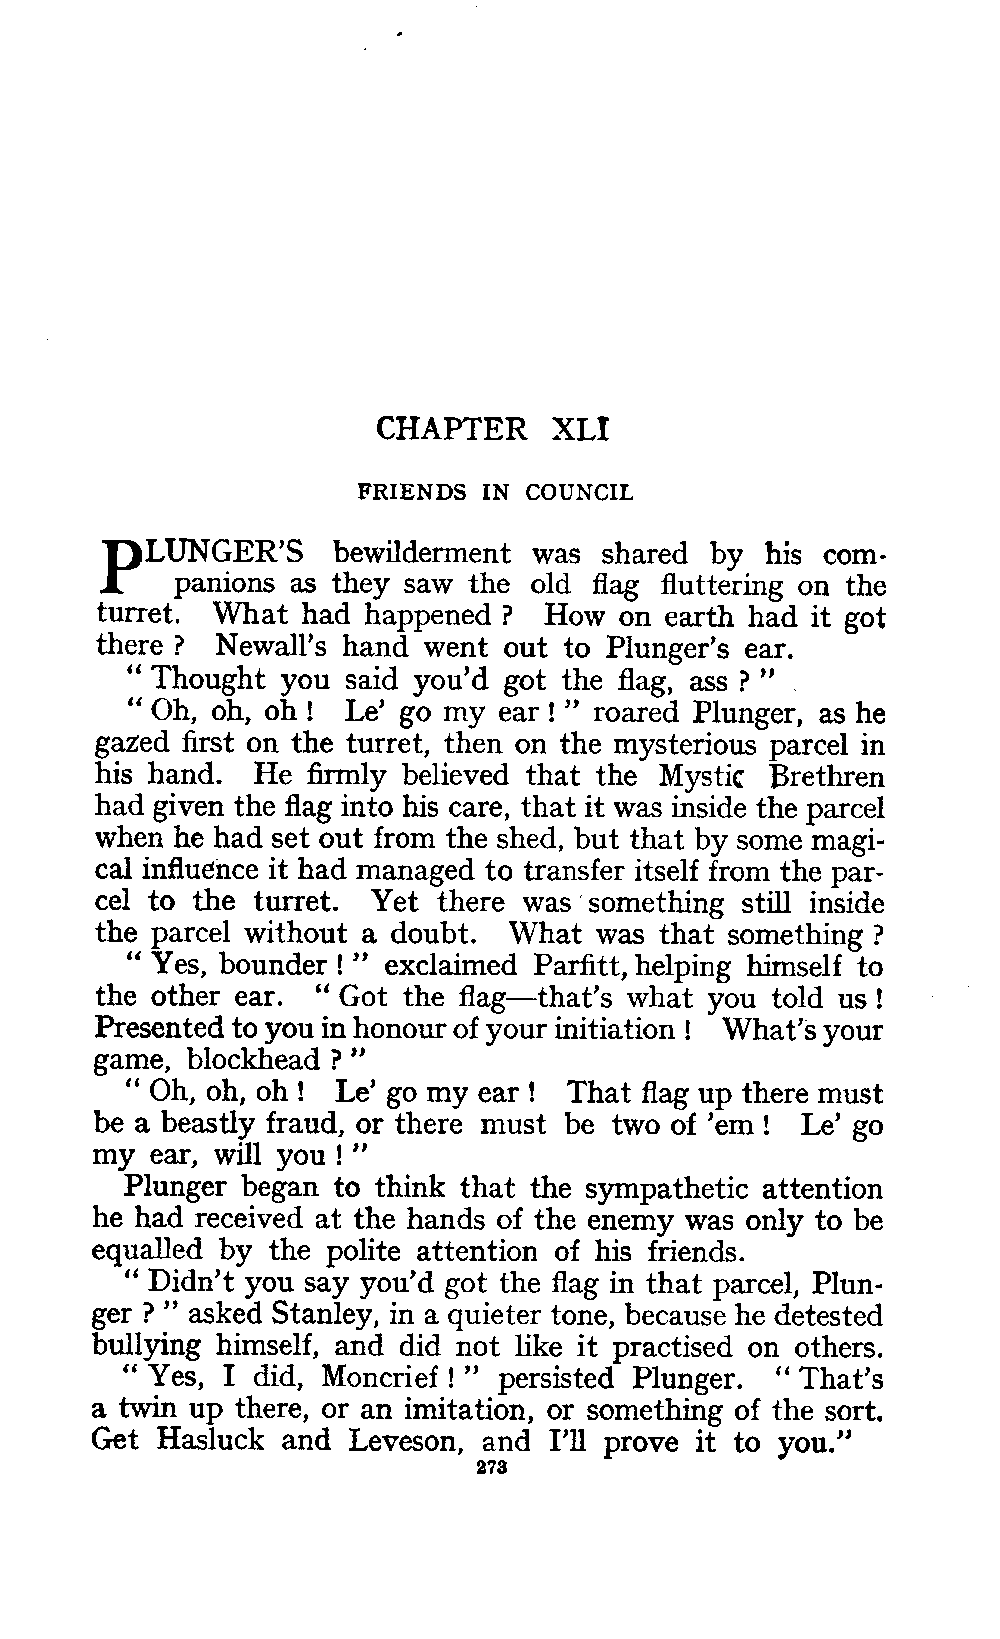 CHAPTER XLI
FRIENDS IN COUNCIL
PLUNGER'S bewilderment was shared by his com-
panions as they saw the old flag fluttering on the
turret. What had happened ? How on earth had it got
there ? Newall's hand went out to Plunger's ear.
" Thought you said you'd got the flag, ass ? "
" Oh, oh, oh ! Le' go my ear ! " roared Plunger, as he
gazed first on the turret, then on the mysterious parcel in
his hand. He firmly believed that the Mystic Brethren
had given the flag into his care, that it was inside the parcel
when he had set out from the shed, but that by some magi-
cal influence it had managed to transfer itself from the par-
cel to the turret. Yet there was something still inside
the parcel without a doubt. What was that something ?
" Yes, bounder ! " exclaimed Parfitt, helping himself to
the other ear. " Got the flag—that's what you told us !
Presented to you in honour of your initiation ! What's your
game, blockhead ? "
" Oh, oh, oh ! Le' go my ear ! That flag up there must
be a beastly fraud, or there must be two of 'em ! Le' go
my ear, will you ! "
Plunger began to think that the sympathetic attention
he had received at the hands of the enemy was only to be
equalled by the polite attention of his friends.
" Didn't you say you'd got the flag in that parcel, Plun-
ger ? " asked Stanley, in a quieter tone, because he detested
bullying himself, and did not like it practised on others.
" Yes, I did, Moncrief ! " persisted Plunger. " That's
a twin up there, or an imitation, or something of the sort.
Get Hasluck and Leveson, and I'll prove it to you."
273